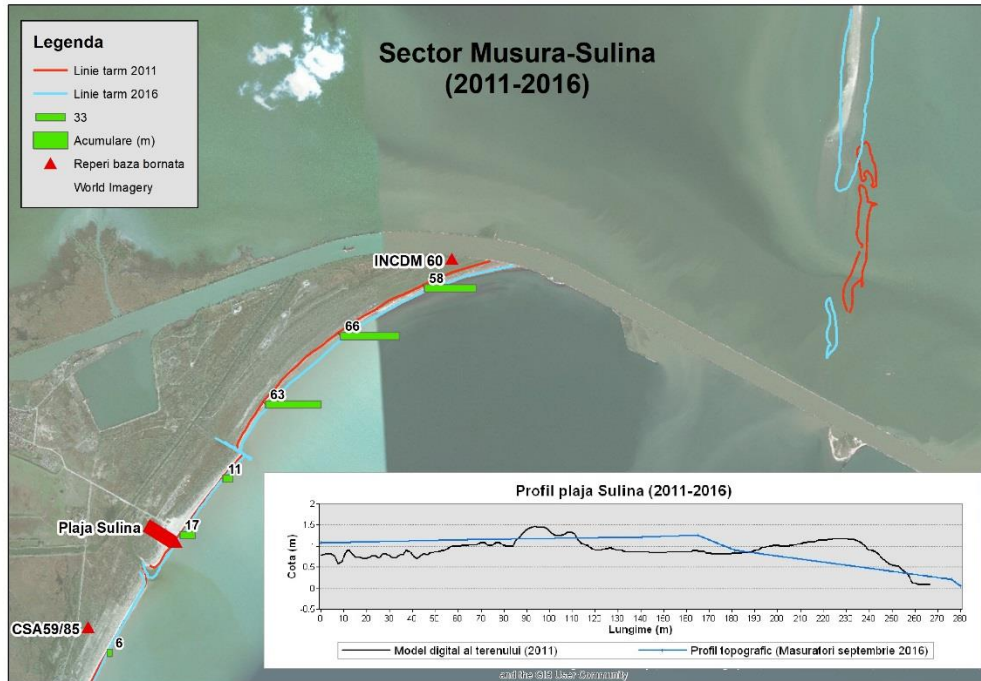 Sector Musura-Sulina
(2011-2016)
Legenda
Linie tarm 2011
Linie tarm 2016
33
Acumulare (m)
Reperi baza bornata
World Imagery
INCDM 60
58
66
63
11
Plaja Sulina
17
CSA59/85
6
Profil plaja Sulina (2011-2016)
Cota (m)
2
1.5
1
0.5
0
-0.5
0 10 20 30 40 50 60 70 80 90 100 110 120 130 140 150 160 170 180 190 200 210 220 230 240 250 260 270 280
Lungime (m)
Model digital al terenului (2011) Profil topografic (Masuratori septembrie 2016)
and the GIS User Community